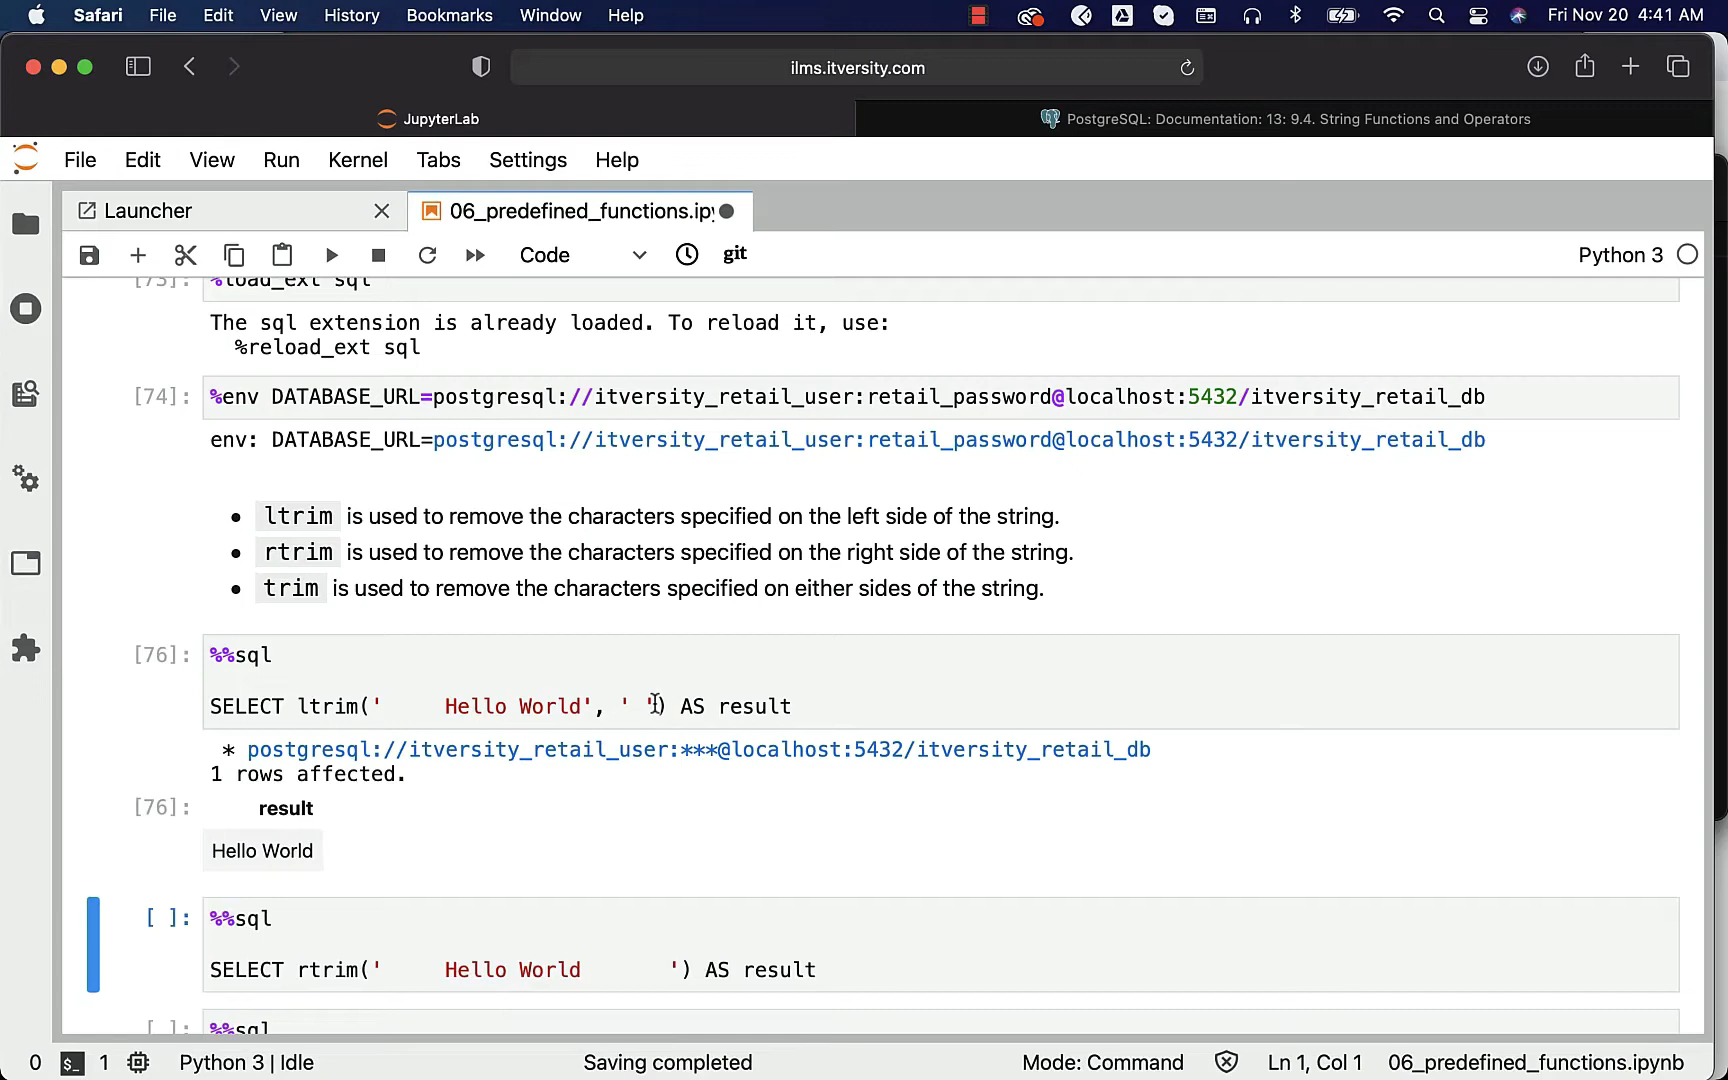 Safari File Edit View History Bookmarks Window Help Fri Nov 20 4:41 AM
ilms.itversity.com
JupyterLab PostgreSQL: Documentation: 13: 9.4. String Functions and Operators
File Edit View Run Kernel Tabs Settings Help
Launcher 06_predefined_functions.ipy
Code git Python 3
[73]: %load_ext sql
The sql extension is already loaded. To reload it, use:
%reload_ext sql
[74]: %env DATABASE_URL=postgresql://itversity_retail_user:retail_password@localhost:5432/itversity_retail_db
env: DATABASE_URL=postgresql://itversity_retail_user:retail_password@localhost:5432/itversity_retail_db
• ltrim is used to remove the characters specified on the left side of the string.
• rtrim is used to remove the characters specified on the right side of the string.
• trim is used to remove the characters specified on either sides of the string.
[76]: %%sql
SELECT ltrim('     Hello World', ' ') AS result
* postgresql://itversity_retail_user:***@localhost:5432/itversity_retail_db
1 rows affected.
[76]: result
Hello World
[ ]: %%sql
SELECT rtrim('     Hello World       ') AS result
[ ]: %%sql
0 $_ 1 Python 3 | Idle Saving completed Mode: Command Ln 1, Col 1 06_predefined_functions.ipynb